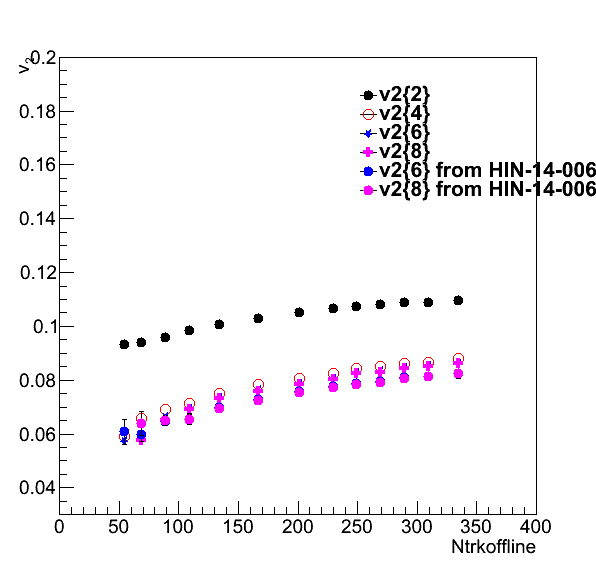 v2
0.2
0.18
0.16
0.14
0.12
0.1
0.08
0.06
0.04
v2{2}
v2{4}
v2{6}
v2{8}
v2{6} from HIN-14-006
v2{8} from HIN-14-006
0 50 100 150 200 250 300 350 400
Ntrkoffline